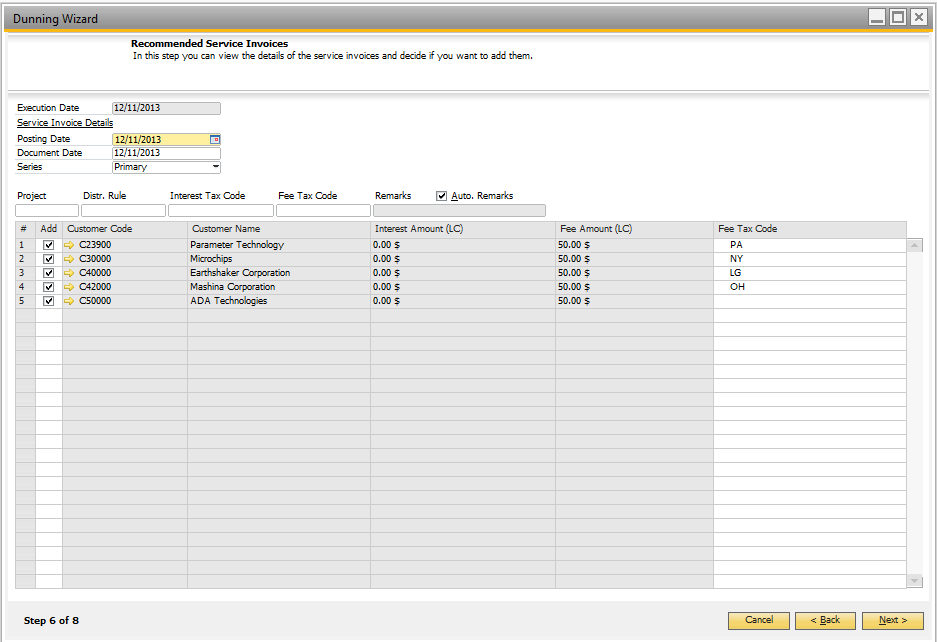 Dunning Wizard
Recommended Service Invoices
In this step you can view the details of the service invoices and decide if you want to add them.
Execution Date 12/11/2013
Service Invoice Details
Posting Date 12/11/2013
Document Date 12/11/2013
Series Primary
Project Distr. Rule Interest Tax Code Fee Tax Code Remarks Auto. Remarks
# Add Customer Code Customer Name Interest Amount (LC) Fee Amount (LC) Fee Tax Code
1 C23900 Parameter Technology 0.00 $ 50.00 $ PA
2 C30000 Microchips 0.00 $ 50.00 $ NY
3 C40000 Earthshaker Corporation 0.00 $ 50.00 $ LG
4 C42000 Mashina Corporation 0.00 $ 50.00 $ OH
5 C50000 ADA Technologies 0.00 $ 50.00 $
Step 6 of 8 Cancel < Back Next >